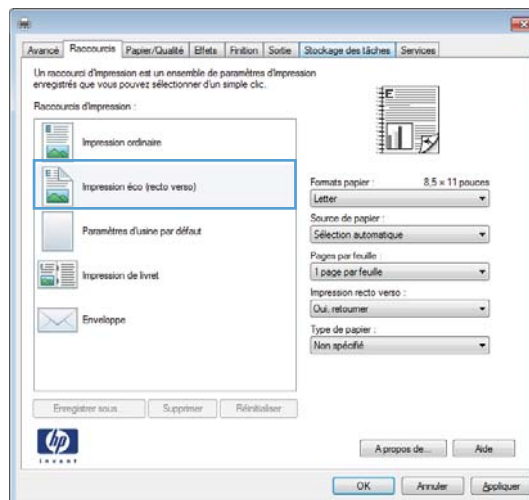 Avancé Raccourcis Papier/Qualité Effets Finition Sortie Stockage des tâches Services
Un raccourci d'impression est un ensemble de paramètres d'impression
enregistrés que vous pouvez sélectionner d'un simple clic.
Raccourcis d'impression :
Impression ordinaire
Impression éco (recto verso)
Paramètres d'usine par défaut
Impression de livret
Enveloppe
Enregistrer sous... Supprimer Réinitialiser
E
Formats papier : 8,5 × 11 pouces
Letter
Source de papier :
Sélection automatique
Pages par feuille :
1 page par feuille
Impression recto verso :
Oui, retourner
Type de papier :
Non spécifié
hp
invent
A propos de... Aide
OK Annuler Appliquer